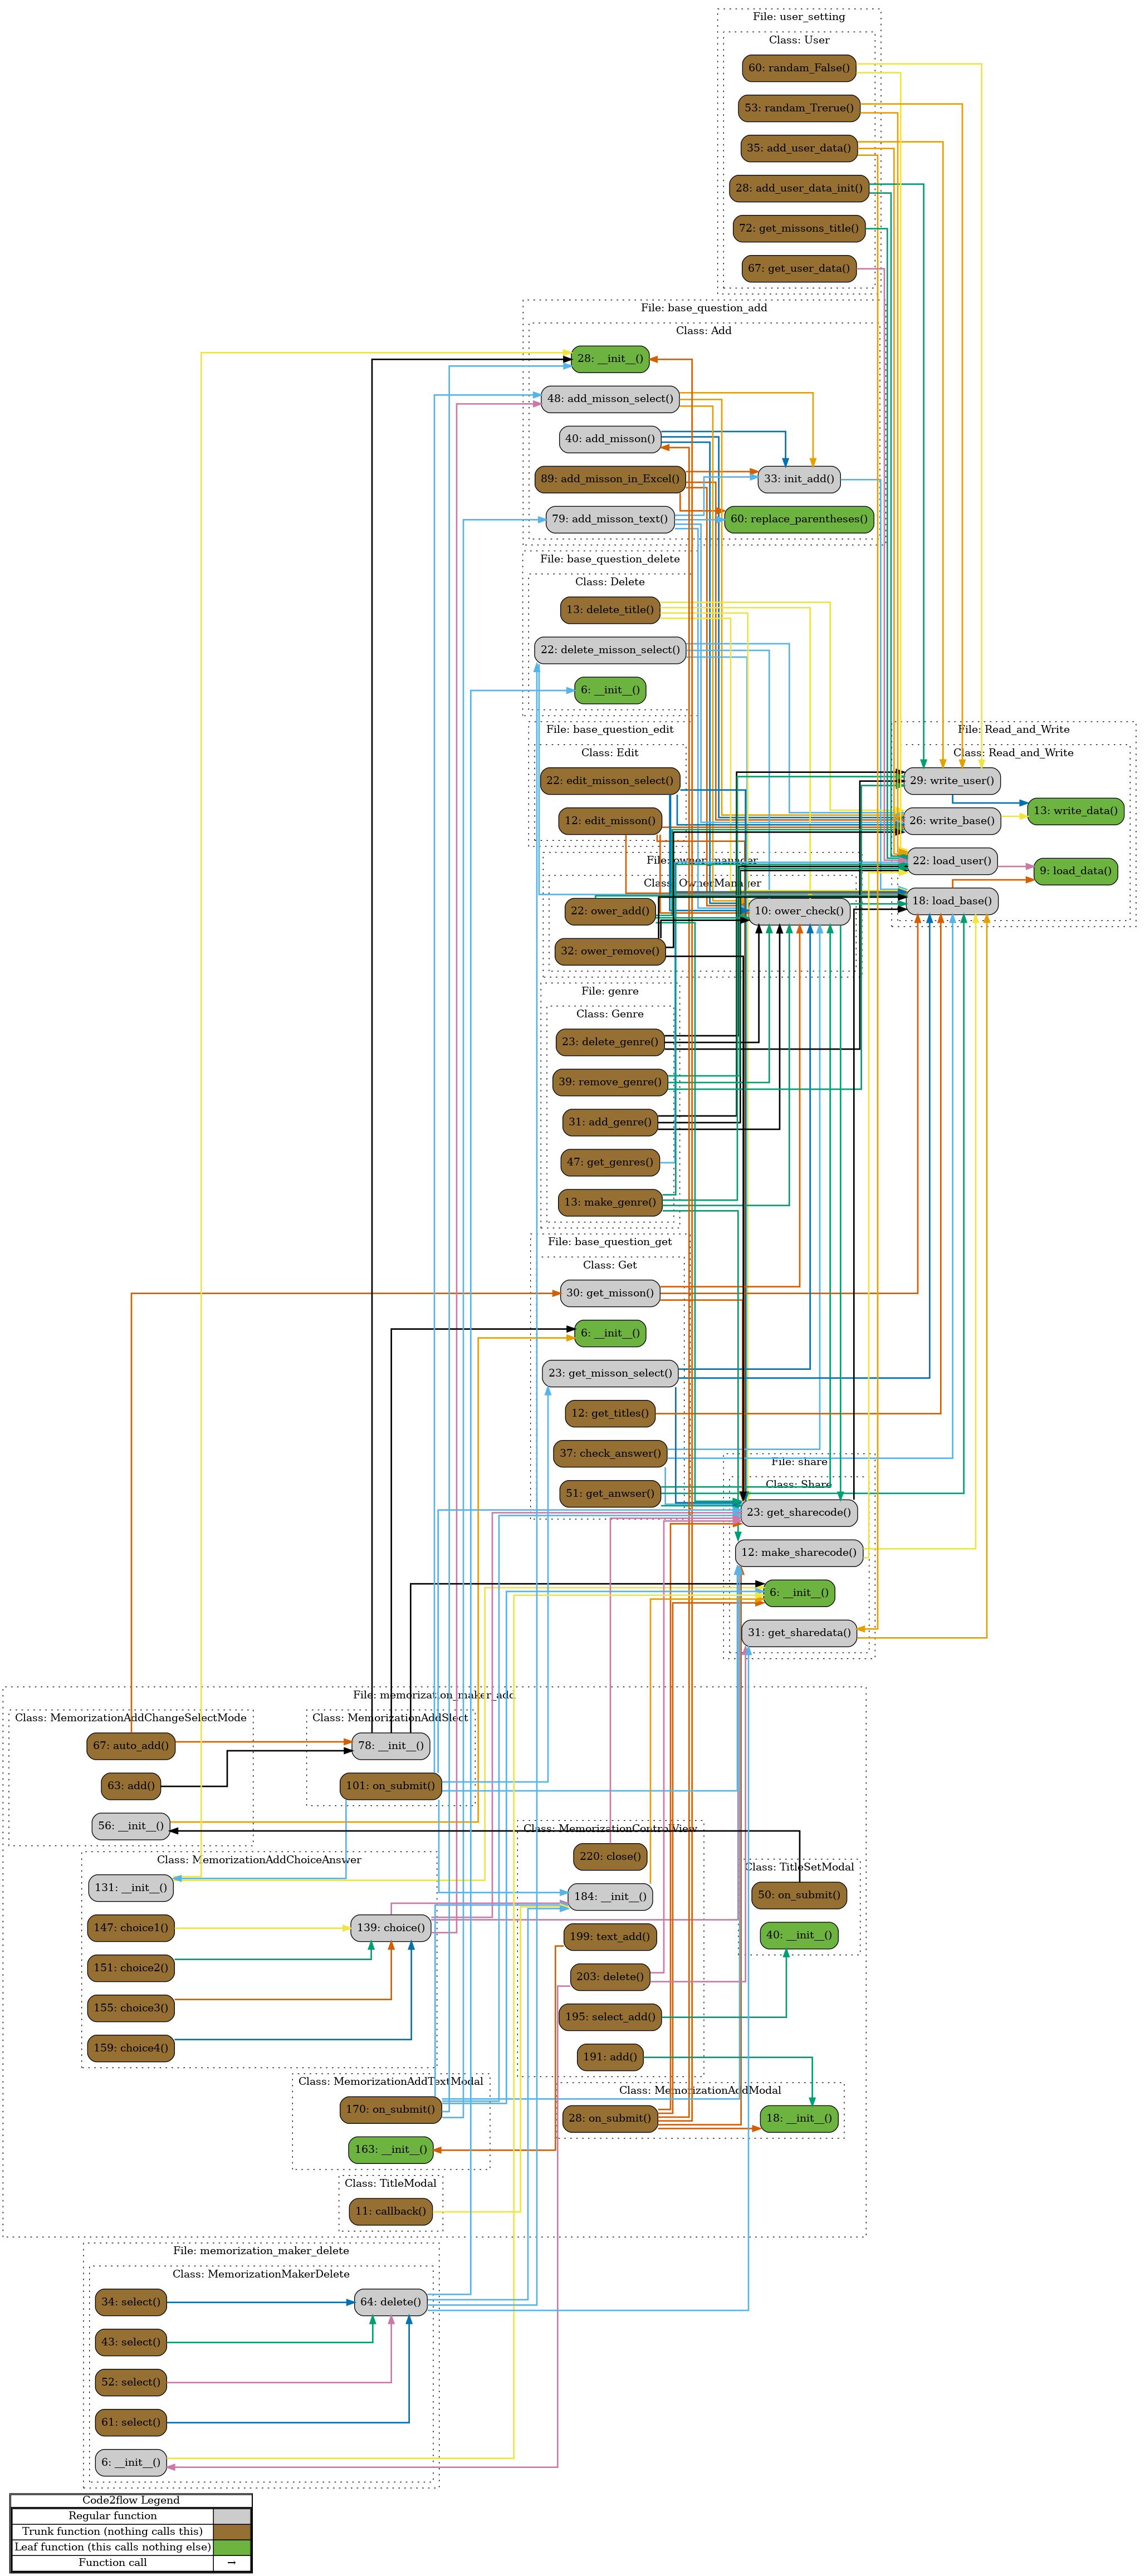 File: user_setting
Class: User
60: randam_False()
53: randam_Trerue()
35: add_user_data()
28: add_user_data_init()
72: get_missons_title()
67: get_user_data()
File: base_question_add
Class: Add
28: __init__()
48: add_misson_select()
40: add_misson()
89: add_misson_in_Excel()
33: init_add()
79: add_misson_text()
60: replace_parentheses()
File: base_question_delete
Class: Delete
13: delete_title()
22: delete_misson_select()
6: __init__()
File: base_question_edit
Class: Edit
22: edit_misson_select()
12: edit_misson()
File: Read_and_Write
Class: Read_and_Write
29: write_user()
13: write_data()
26: write_base()
22: load_user()
9: load_data()
18: load_base()
File: owner_manager
Class: OwnerManager
22: ower_add()
10: ower_check()
32: ower_remove()
File: genre
Class: Genre
23: delete_genre()
39: remove_genre()
31: add_genre()
47: get_genres()
13: make_genre()
File: base_question_get
Class: Get
30: get_misson()
6: __init__()
23: get_misson_select()
12: get_titles()
37: check_answer()
51: get_anwser()
File: share
Class: Share
23: get_sharecode()
12: make_sharecode()
6: __init__()
31: get_sharedata()
File: memorization_maker_add
Class: MemorizationAddChangeSelectMode
67: auto_add()
63: add()
56: __init__()
Class: MemorizationAddSlect
78: __init__()
101: on_submit()
Class: MemorizationAddChoiceAnswer
131: __init__()
147: choice1()
139: choice()
151: choice2()
155: choice3()
159: choice4()
Class: MemorizationControlView
220: close()
184: __init__()
199: text_add()
203: delete()
195: select_add()
191: add()
Class: TitleSetModal
50: on_submit()
40: __init__()
Class: MemorizationAddTextModal
170: on_submit()
163: __init__()
Class: MemorizationAddModal
28: on_submit()
18: __init__()
Class: TitleModal
11: callback()
File: memorization_maker_delete
Class: MemorizationMakerDelete
34: select()
64: delete()
43: select()
52: select()
61: select()
6: __init__()
Code2flow Legend
Regular function
Trunk function (nothing calls this)
Leaf function (this calls nothing else)
Function call →